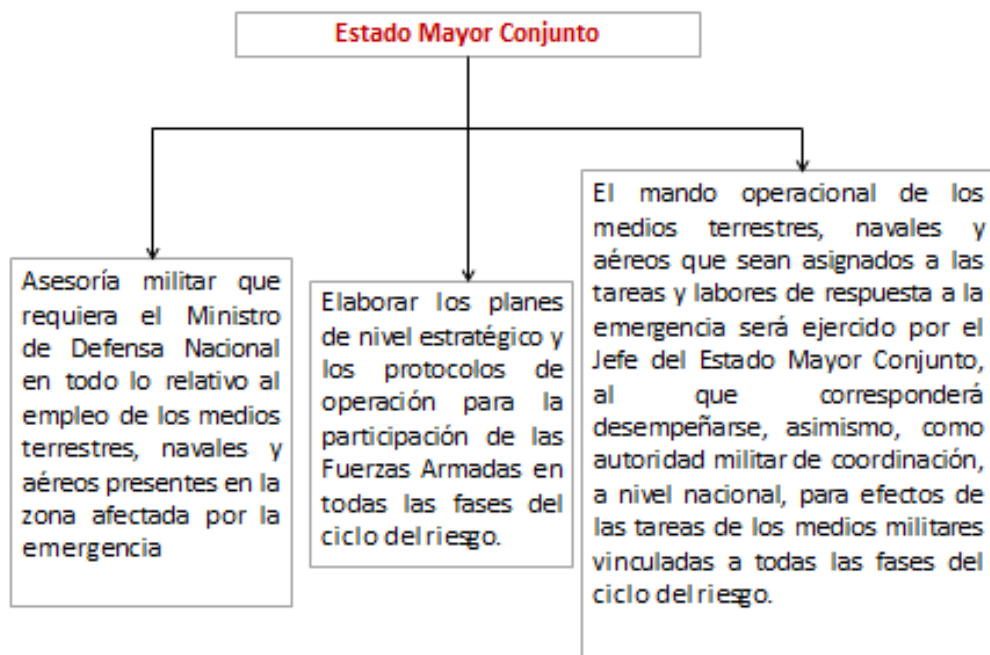 Estado Mayor Conjunto
Asesoría militar que
requiera el Ministro
de Defensa Nacional
en todo lo relativo al
empleo de los medios
terrestres, navales y
aéreos presentes en la
zona afectada por la
emergencia
Elaborar los planes
de nivel estratégico y
los protocolos de
operación para la
participación de las
Fuerzas Armadas en
todas las fases del
ciclo del riesgo.
El mando operacional de los
medios terrestres, navales y
aéreos que sean asignados a las
tareas y labores de respuesta a la
emergencia será ejercido por el
Jefe del Estado Mayor Conjunto,
al que corresponderá
desempeñarse, asimismo, como
autoridad militar de coordinación,
a nivel nacional, para efectos de
las tareas de los medios militares
vinculadas a todas las fases del
ciclo del riesgo.